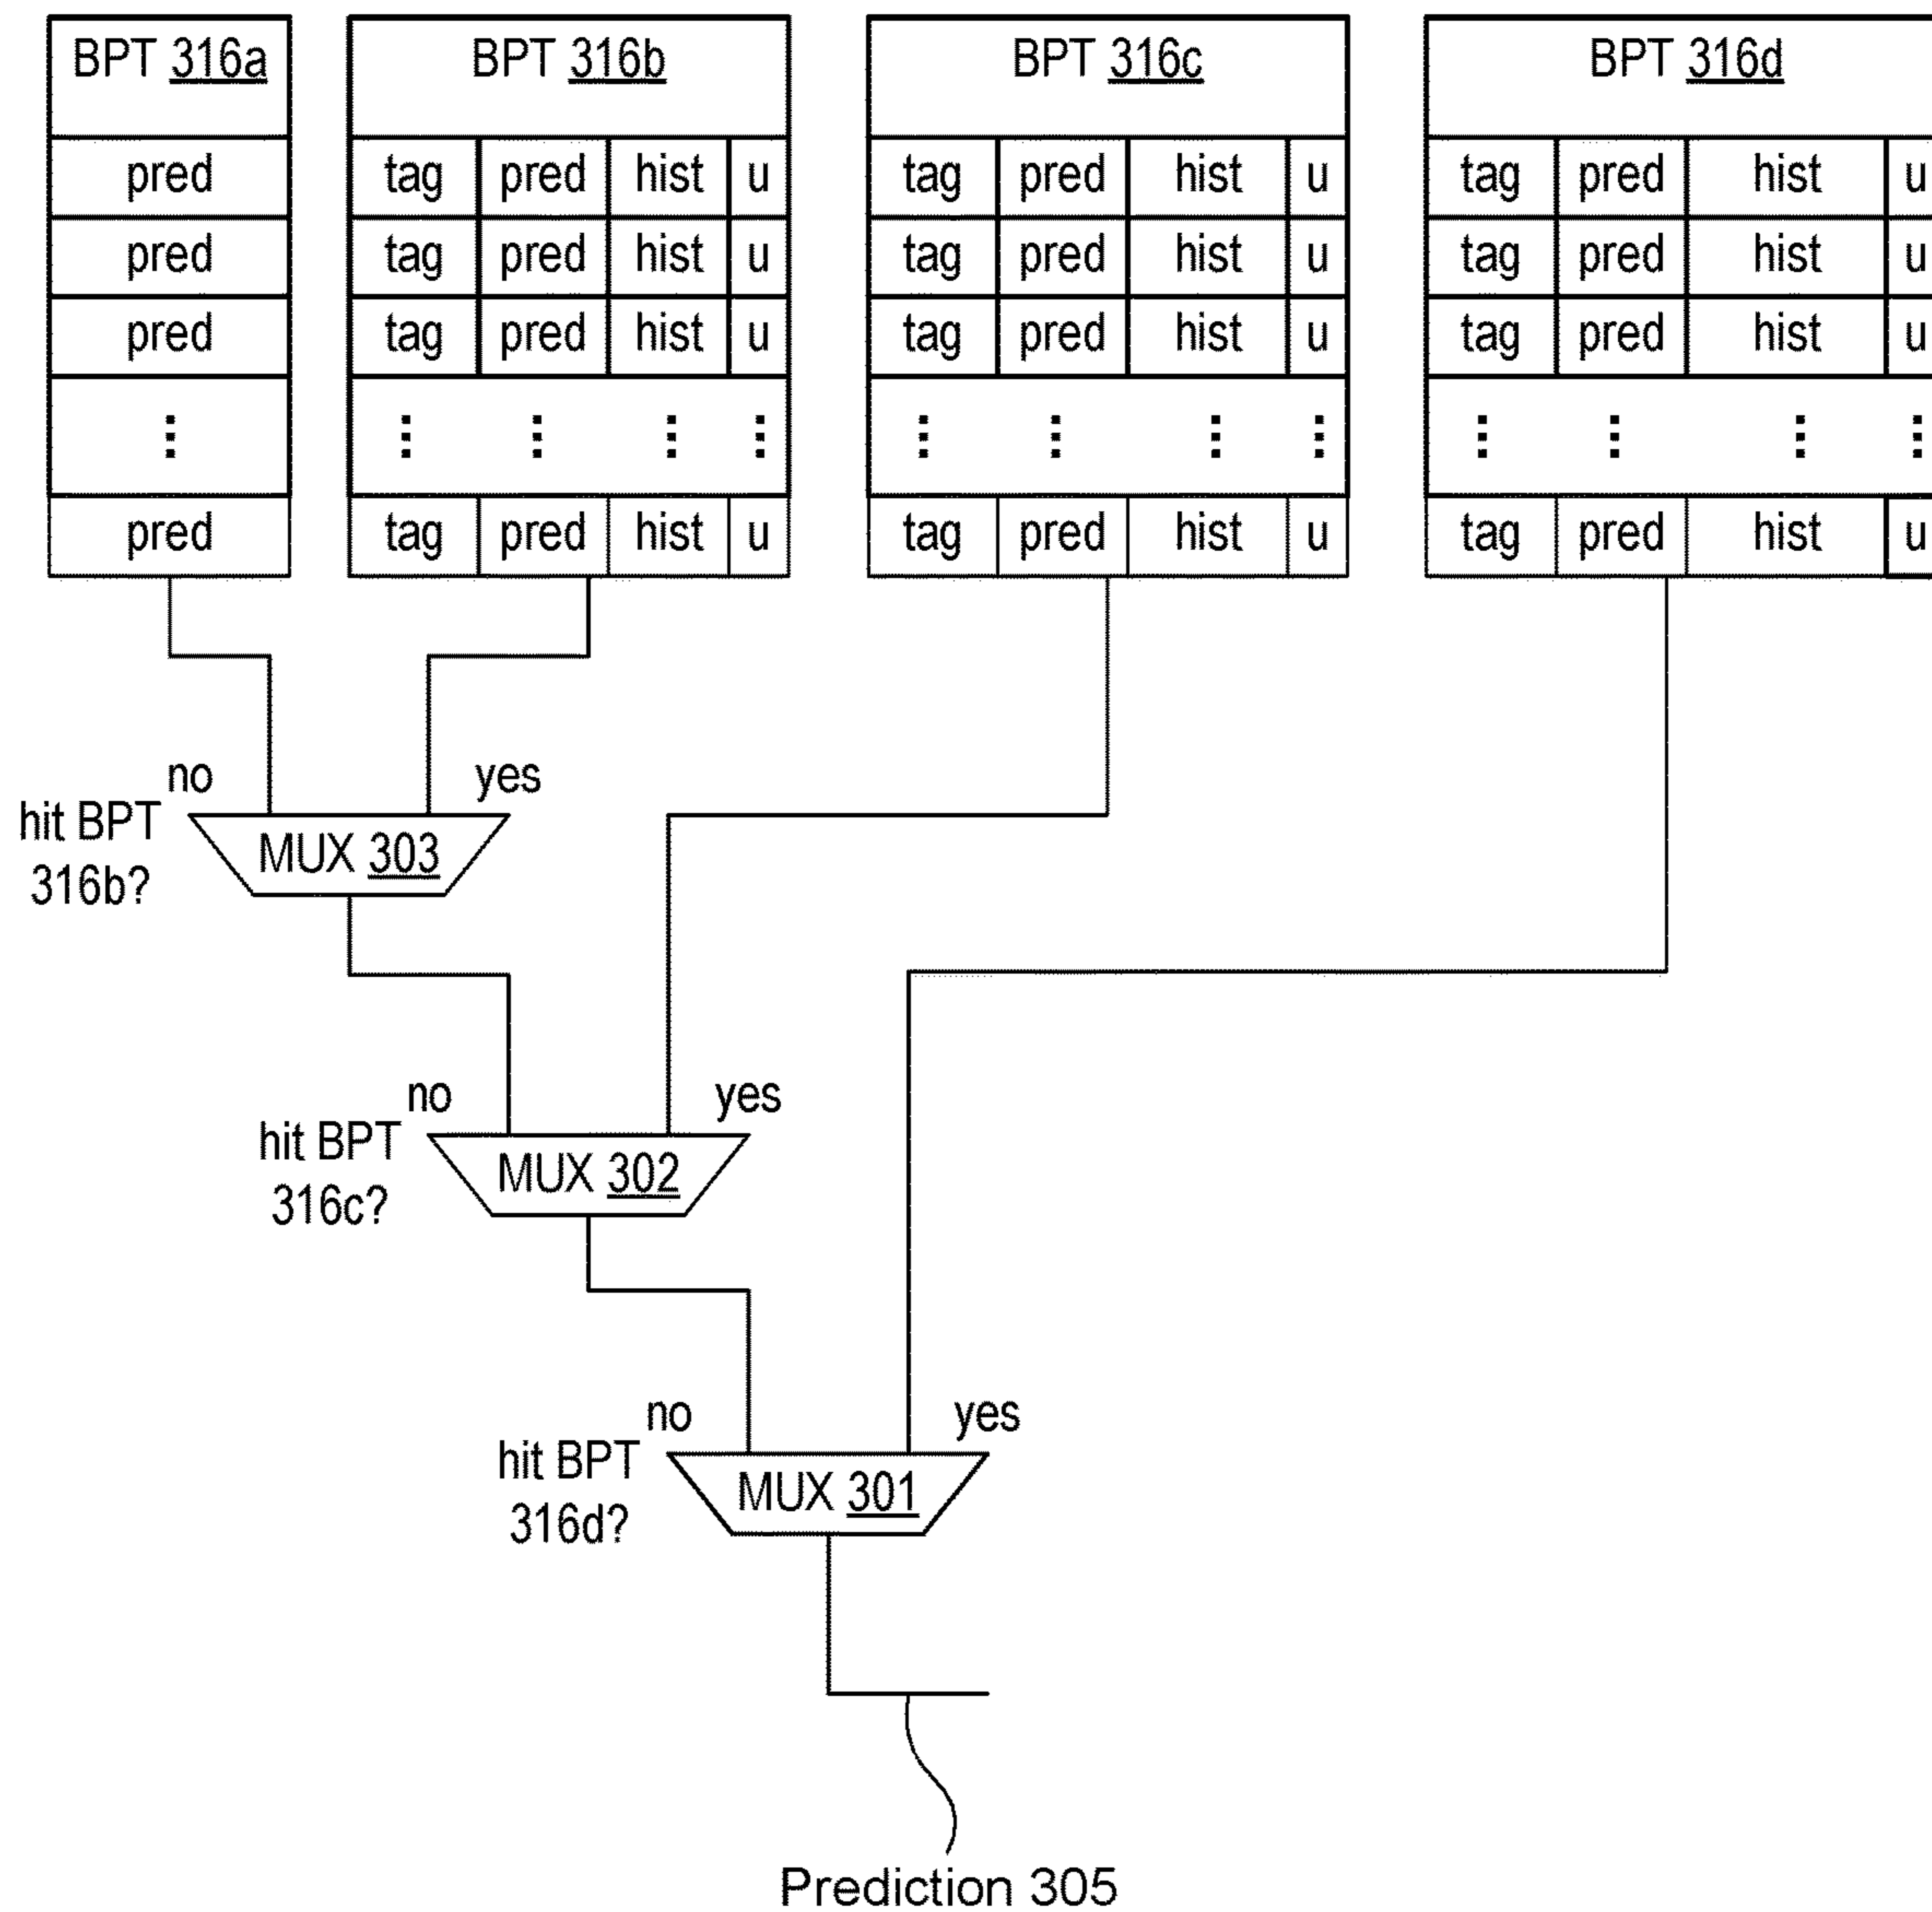 BPT 316a BPT 316b BPT 316c BPT 316d
pred tag pred hist u tag pred hist u tag pred hist u
pred tag pred hist u tag pred hist u tag pred hist u
pred tag pred hist u tag pred hist u tag pred hist u
pred tag pred hist u tag pred hist u tag pred hist u
no yes
hit BPT
316b?
MUX 303
no yes
hit BPT
316c?
MUX 302
no yes
hit BPT
316d?
MUX 301
Prediction 305